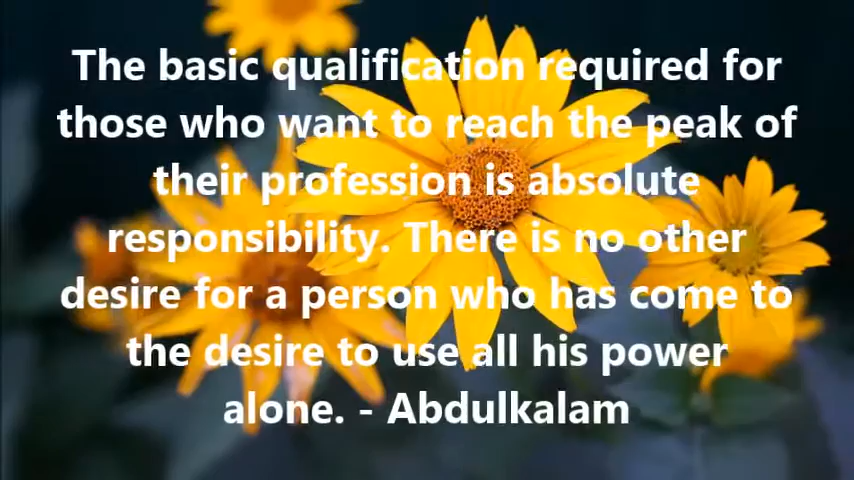 The basic qualification required for
those who want to reach the peak of
their profession is absolute
responsibility. There is no other
desire for a person who has come to
the desire to use all his power
alone. - Abdulkalam